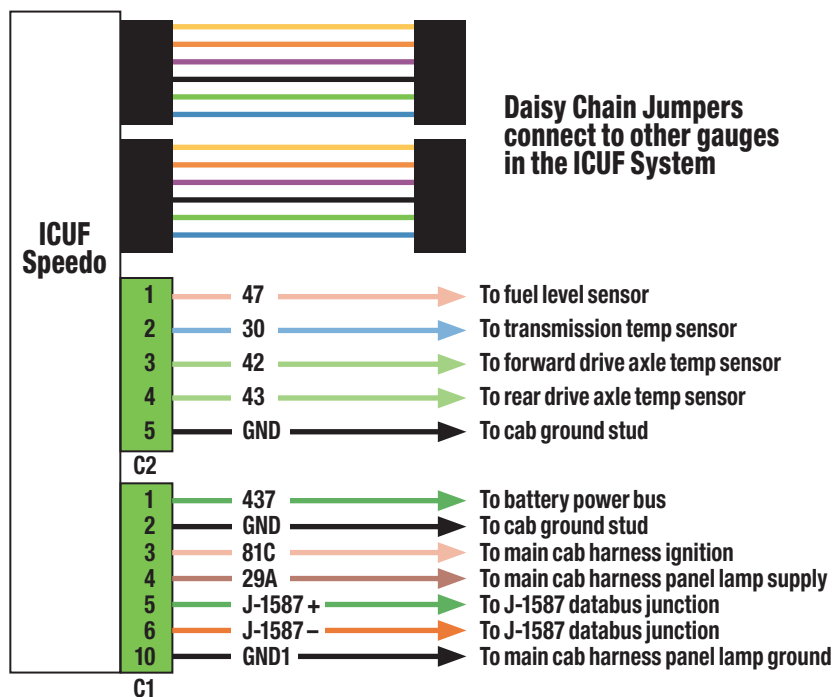 Daisy Chain Jumpers
connect to other gauges
in the ICUF System
ICUF
Speedo
1 47 To fuel level sensor
2 30 To transmission temp sensor
3 42 To forward drive axle temp sensor
4 43 To rear drive axle temp sensor
5 GND To cab ground stud
C2
1 437 To battery power bus
2 GND To cab ground stud
3 81C To main cab harness ignition
4 29A To main cab harness panel lamp supply
5 J-1587 + To J-1587 databus junction
6 J-1587 – To J-1587 databus junction
10 GND1 To main cab harness panel lamp ground
C1